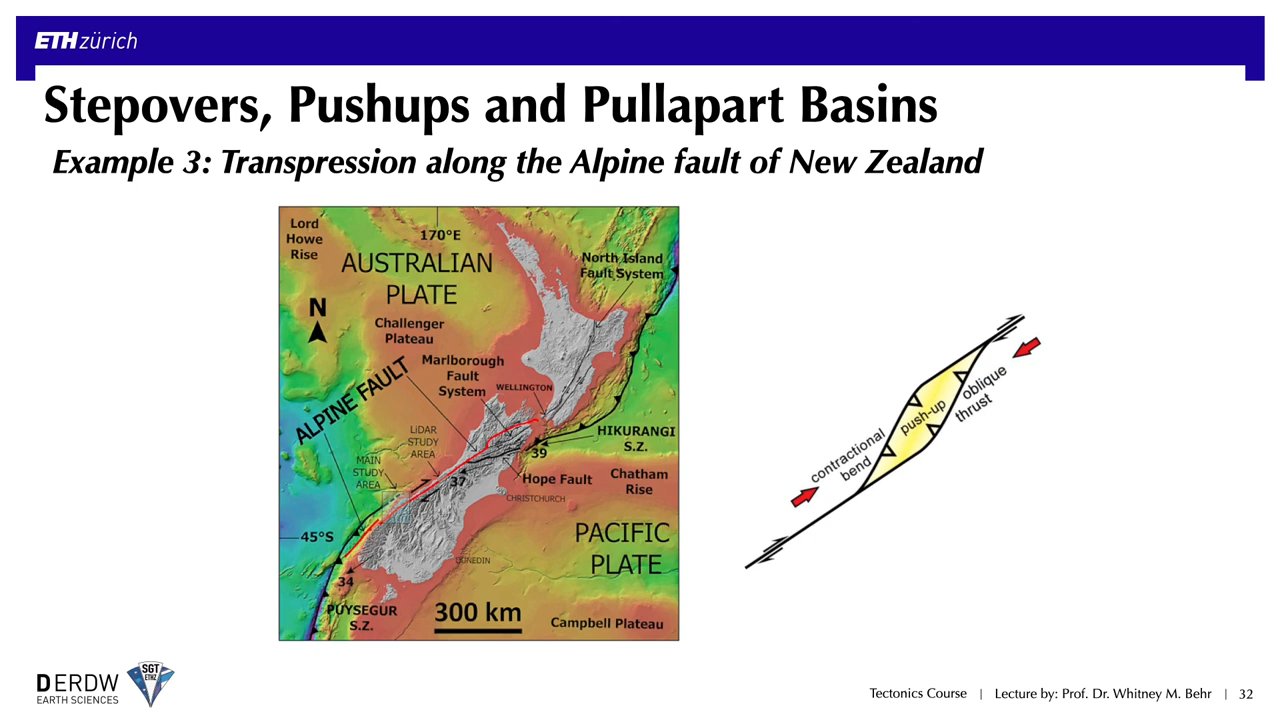 ETH zürich
Stepovers, Pushups and Pullapart Basins
Example 3: Transpression along the Alpine fault of New Zealand
Lord
Howe
Rise
170°E
AUSTRALIAN
PLATE
North Island
Fault System
N
Challenger
Plateau
Marlborough
Fault
System
WELLINGTON
ALPINE FAULT
LiDAR
STUDY
AREA
MAIN
STUDY
AREA
HIKURANGI
S.Z.
39
37
Hope Fault
Chatham
Rise
CHRISTCHURCH
45°S
PACIFIC
PLATE
DUNEDIN
34
PUYSEGUR
S.Z.
300 km
Campbell Plateau
contractional
bend
push-up
oblique
thrust
DERDW
EARTH SCIENCES
SGT
ETHZ
Tectonics Course | Lecture by: Prof. Dr. Whitney M. Behr | 32